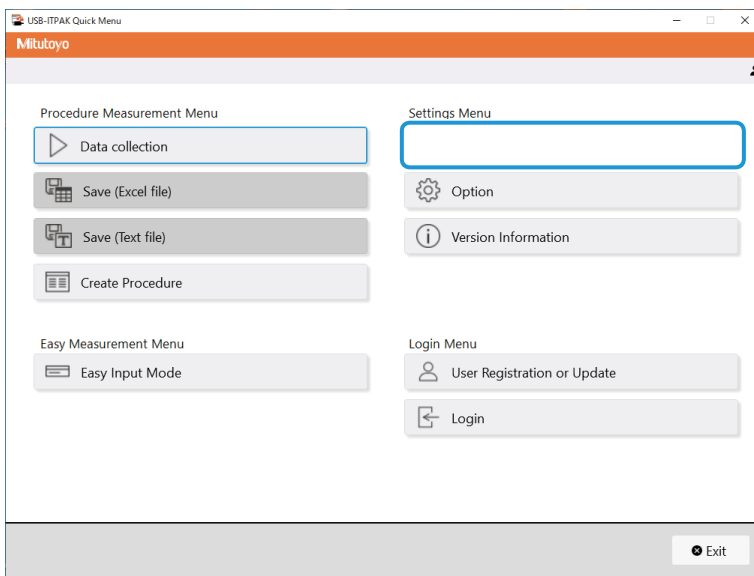 USB-ITPAK Quick Menu
Mitutoyo
Procedure Measurement Menu
Data collection
Save (Excel file)
Save (Text file)
Create Procedure
Easy Measurement Menu
Easy Input Mode
Settings Menu
Option
Version Information
Login Menu
User Registration or Update
Login
Exit